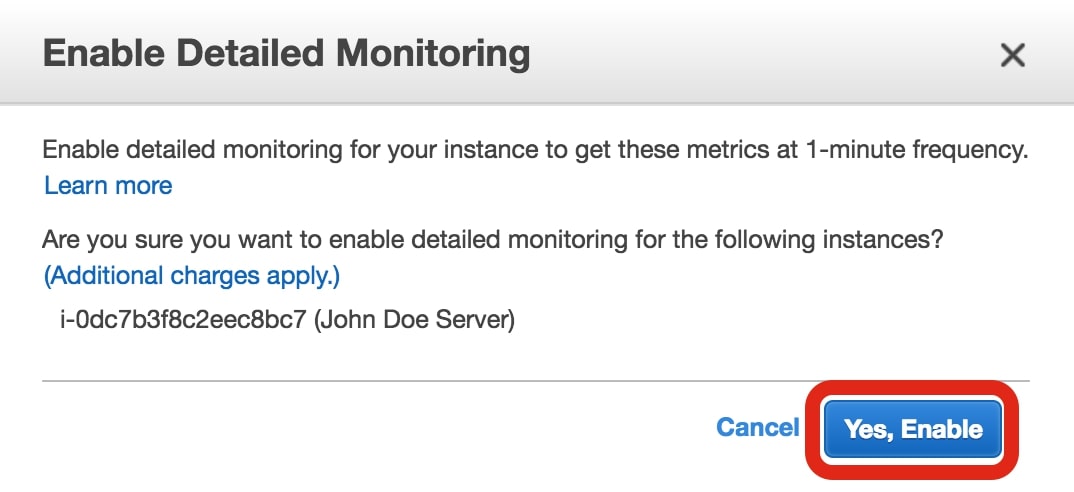 Enable Detailed Monitoring
Enable detailed monitoring for your instance to get these metrics at 1-minute frequency.
Learn more
Are you sure you want to enable detailed monitoring for the following instances?
(Additional charges apply.)
i-0dc7b3f8c2eec8bc7 (John Doe Server)
Cancel Yes, Enable